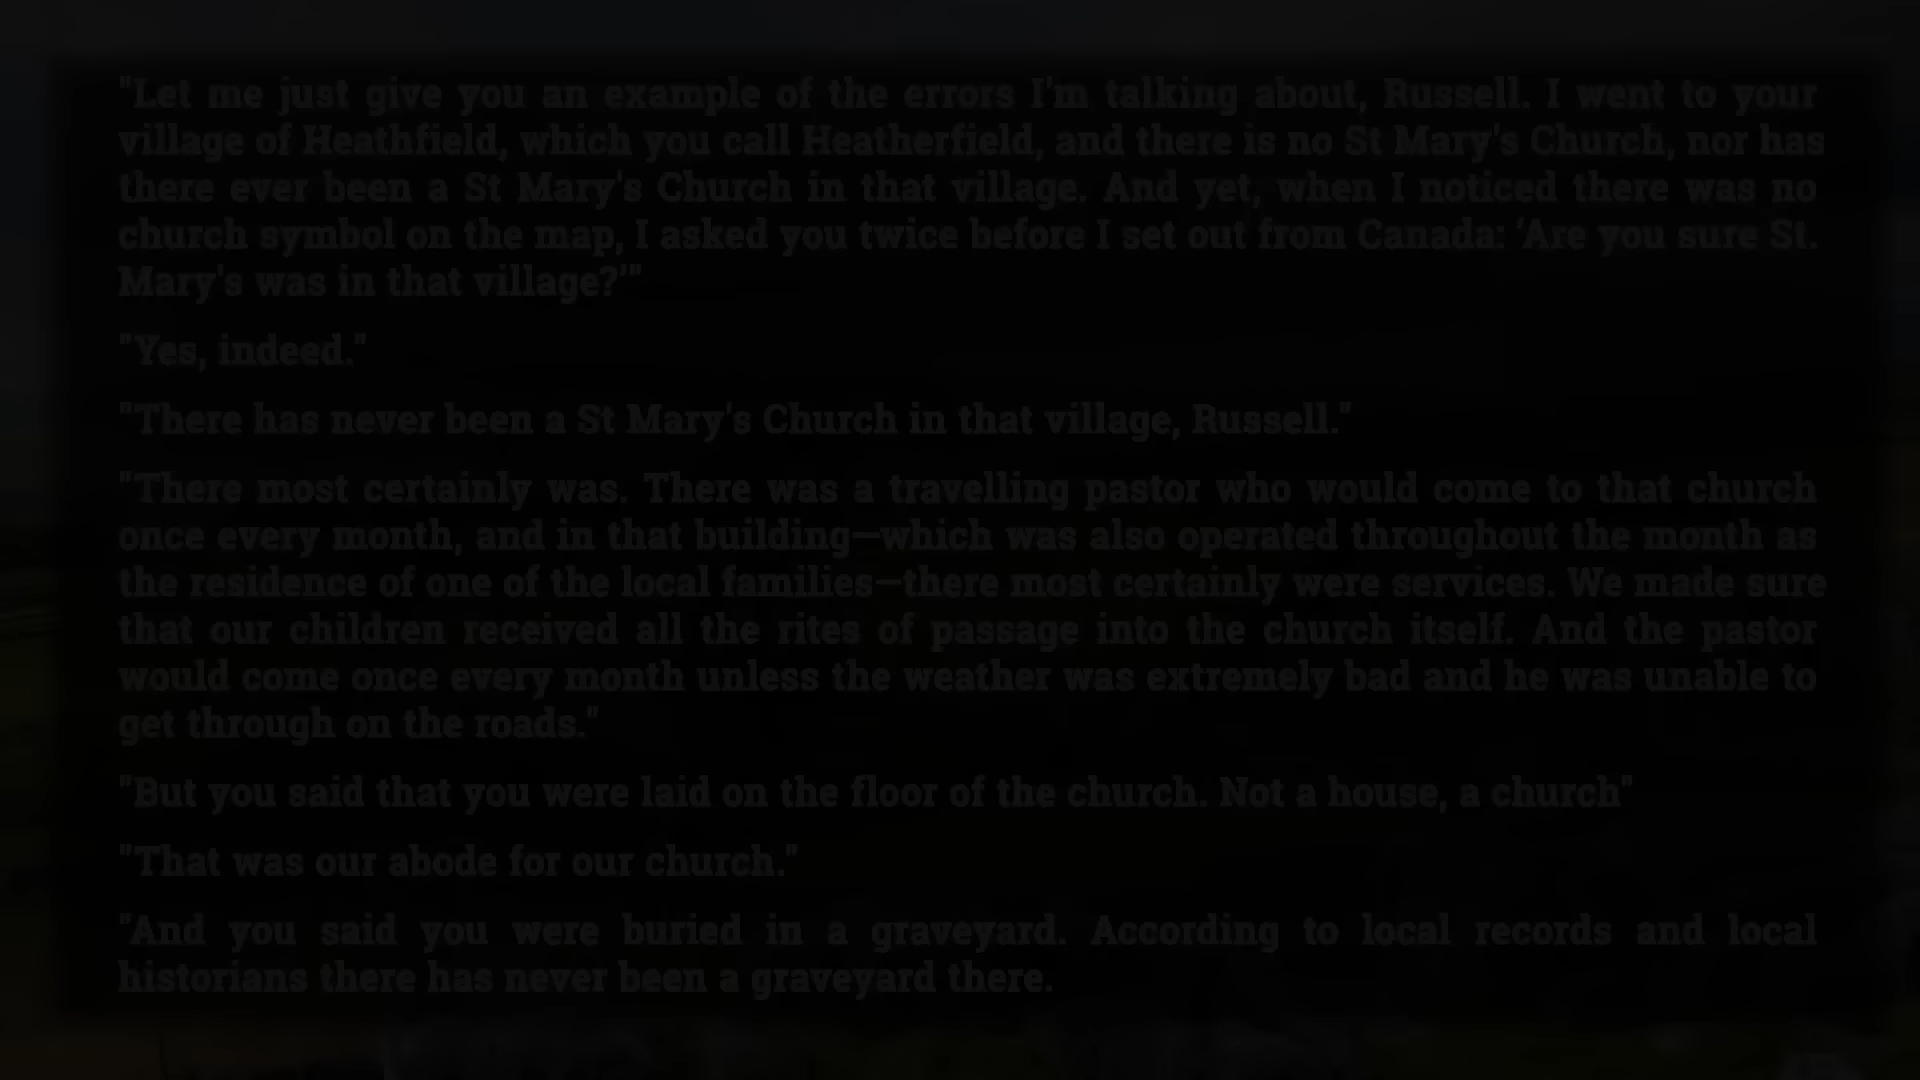 "Let me just give you an example of the errors I'm talking about, Russell. I went to your
village of Heathfield, which you call Heatherfield, and there is no St Mary's Church, nor has
there ever been a St Mary's Church in that village. And yet, when I noticed there was no
church symbol on the map, I asked you twice before I set out from Canada: ‘Are you sure St.
Mary's was in that village?’"
"Yes, indeed."
"There has never been a St Mary's Church in that village, Russell."
"There most certainly was. There was a travelling pastor who would come to that church
once every month, and in that building—which was also operated throughout the month as
the residence of one of the local families—there most certainly were services. We made sure
that our children received all the rites of passage into the church itself. And the pastor
would come once every month unless the weather was extremely bad and he was unable to
get through on the roads."
"But you said that you were laid on the floor of the church. Not a house, a church"
"That was our abode for our church."
"And you said you were buried in a graveyard. According to local records and local
historians there has never been a graveyard there.